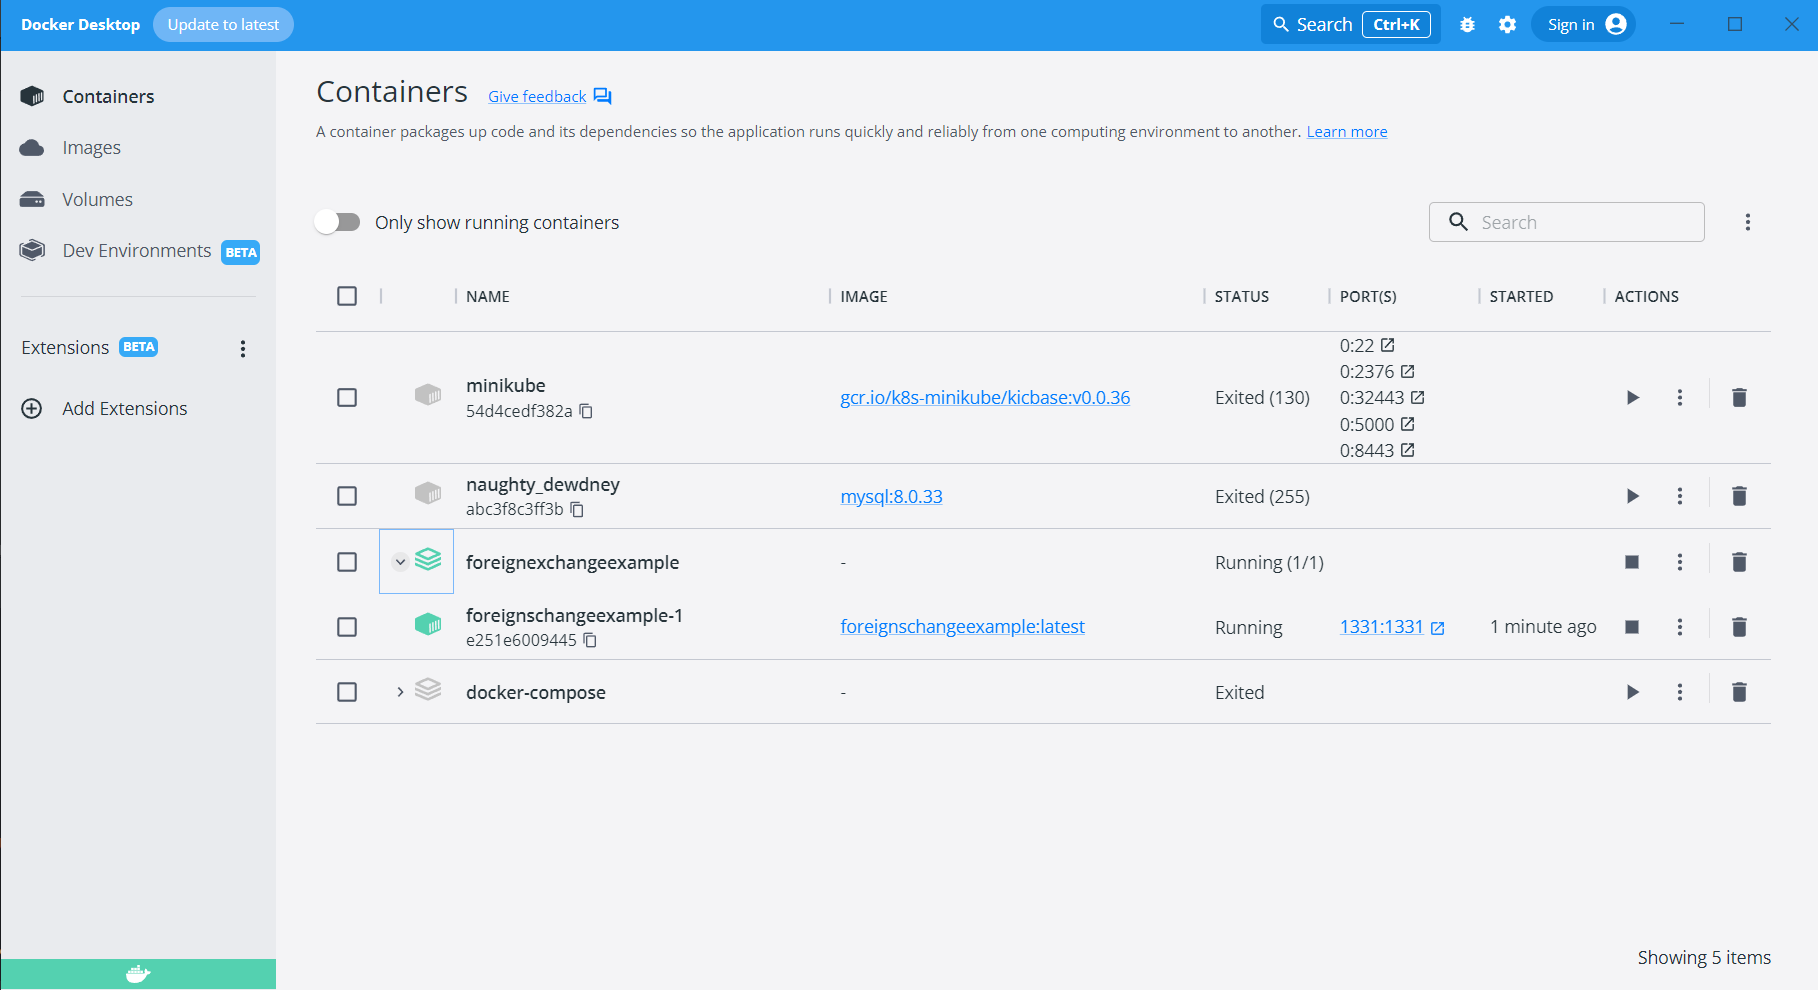 Docker Desktop Update to latest Search Ctrl+K Sign in
Containers
Images
Volumes
Dev Environments BETA
Extensions BETA
Add Extensions
Containers Give feedback
A container packages up code and its dependencies so the application runs quickly and reliably from one computing environment to another. Learn more
Only show running containers Search
NAME IMAGE STATUS PORT(S) STARTED ACTIONS
minikube
54d4cedf382a
gcr.io/k8s-minikube/kicbase:v0.0.36
Exited (130)
0:22
0:2376
0:32443
0:5000
0:8443
naughty_dewdney
abc3f8c3ff3b
mysql:8.0.33
Exited (255)
foreignexchangeexample - Running (1/1)
foreignschangeexample-1
e251e6009445
foreignschangeexample:latest
Running
1331:1331
1 minute ago
docker-compose - Exited
Showing 5 items